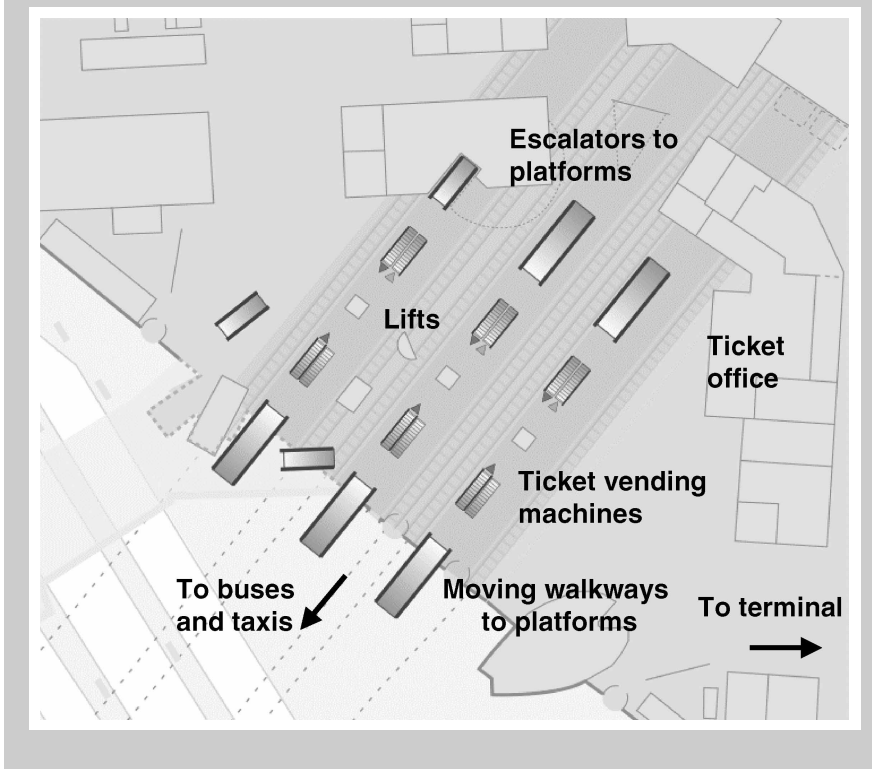 Escalators to
platforms
Lifts
Ticket
office
Ticket vending
machines
To buses
and taxis
Moving walkways
to platforms
To terminal